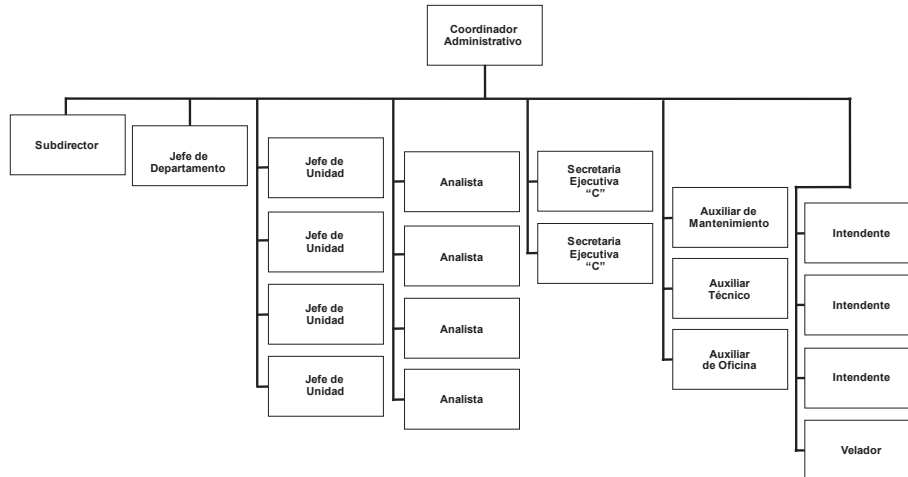 Coordinador
Administrativo
Subdirector
Jefe de
Departamento
Jefe de
Unidad
Jefe de
Unidad
Jefe de
Unidad
Jefe de
Unidad
Analista
Analista
Analista
Analista
Secretaria
Ejecutiva
“C”
Secretaria
Ejecutiva
“C”
Auxiliar de
Mantenimiento
Auxiliar
Técnico
Auxiliar
de Oficina
Intendente
Intendente
Intendente
Velador